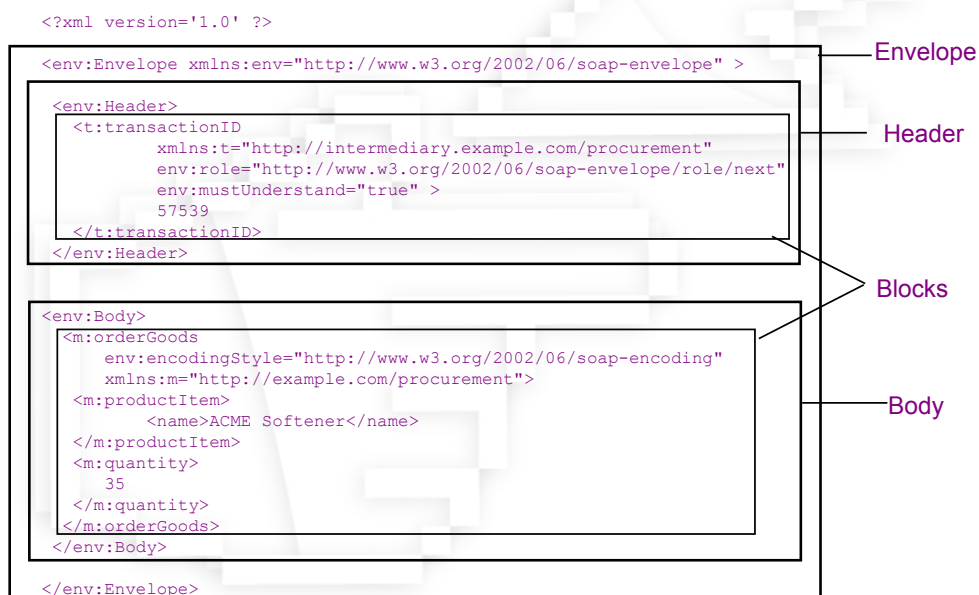 <?xml version='1.0' ?>
<env:Envelope xmlns:env="http://www.w3.org/2002/06/soap-envelope" >
Envelope
<env:Header>
<t:transactionID
xmlns:t="http://intermediary.example.com/procurement"
env:role="http://www.w3.org/2002/06/soap-envelope/role/next"
env:mustUnderstand="true" >
57539
</t:transactionID>
</env:Header>
Header
Blocks
<env:Body>
<m:orderGoods
env:encodingStyle="http://www.w3.org/2002/06/soap-encoding"
xmlns:m="http://example.com/procurement">
<m:productItem>
<name>ACME Softener</name>
</m:productItem>
<m:quantity>
35
</m:quantity>
</m:orderGoods>
</env:Body>
Body
</env:Envelope>